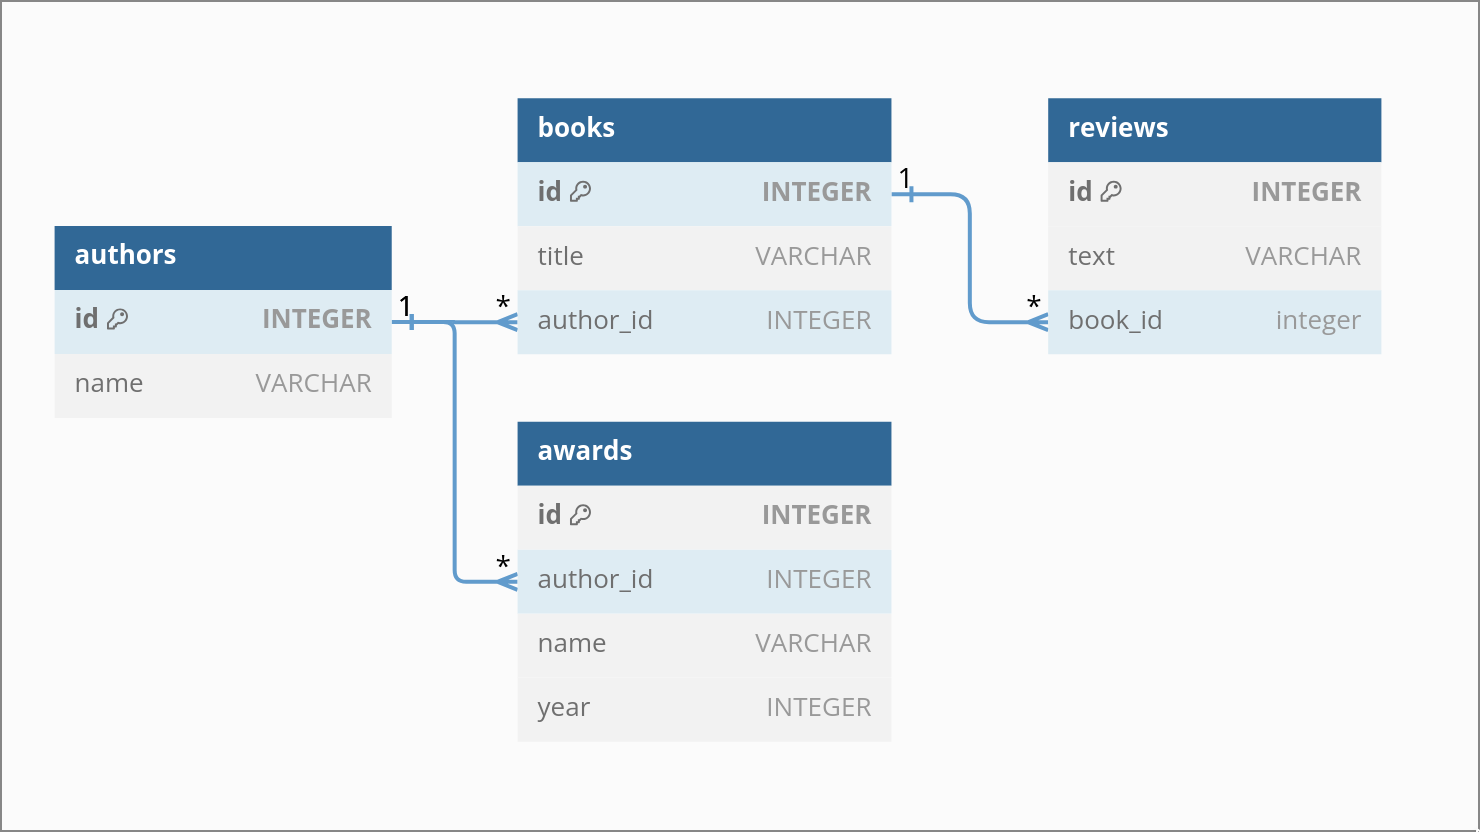 authors
id INTEGER
name VARCHAR
1
*
*
books
id INTEGER
title VARCHAR
author_id INTEGER
1
*
reviews
id INTEGER
text VARCHAR
book_id integer
awards
id INTEGER
author_id INTEGER
name VARCHAR
year INTEGER